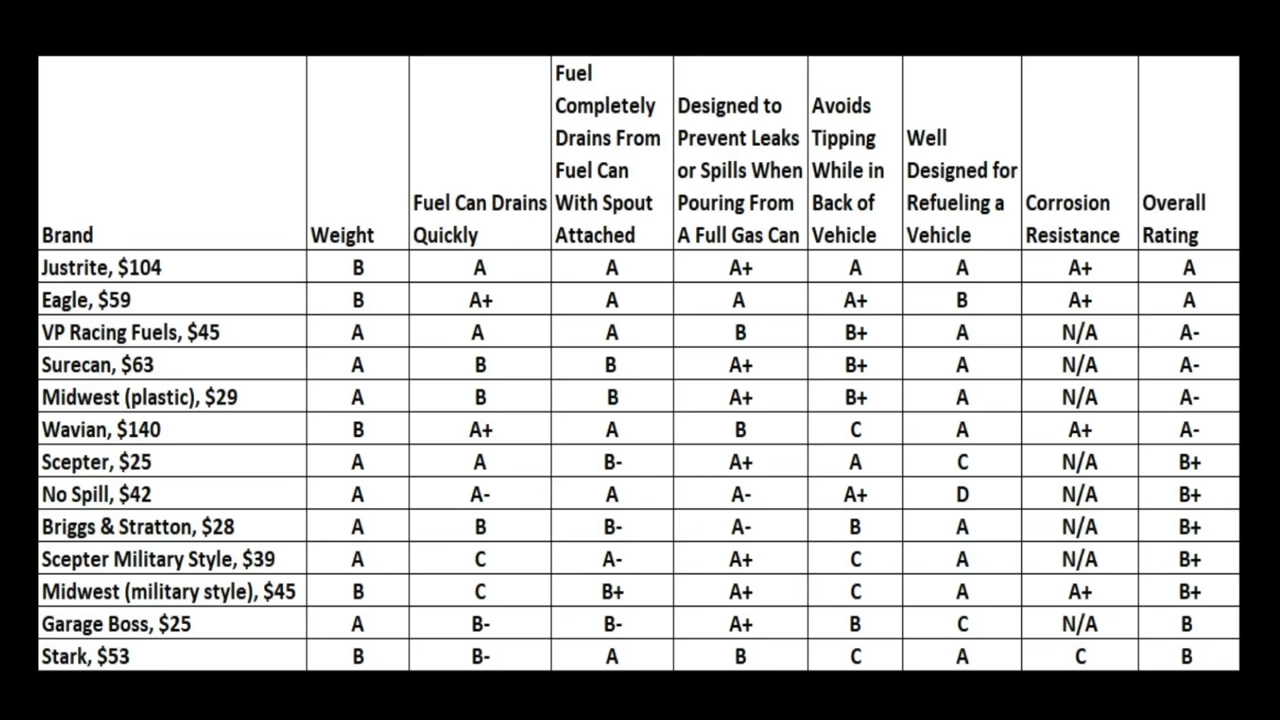 Brand Weight Fuel Can Drains Quickly Fuel Completely Drains From Fuel Can With Spout Attached Designed to Prevent Leaks or Spills When Pouring From A Full Gas Can Avoids Tipping While in Back of Vehicle Well Designed for Refueling a Vehicle Corrosion Resistance Overall Rating
Justrite, $104 B A A A+ A A A+ A
Eagle, $59 B A+ A A A+ B A+ A
VP Racing Fuels, $45 A A A B B+ A N/A A-
Surecan, $63 A B B A+ B+ A N/A A-
Midwest (plastic), $29 A B B A+ B+ A N/A A-
Wavian, $140 B A+ A B C A A+ A-
Scepter, $25 A A B- A+ A C N/A B+
No Spill, $42 A A- A A- A+ D N/A B+
Briggs & Stratton, $28 A B B- A- B A N/A B+
Scepter Military Style, $39 A C A- A+ C A N/A B+
Midwest (military style), $45 B C B+ A+ C A A+ B+
Garage Boss, $25 A B- B- A+ B C N/A B
Stark, $53 B B- A B C A C B